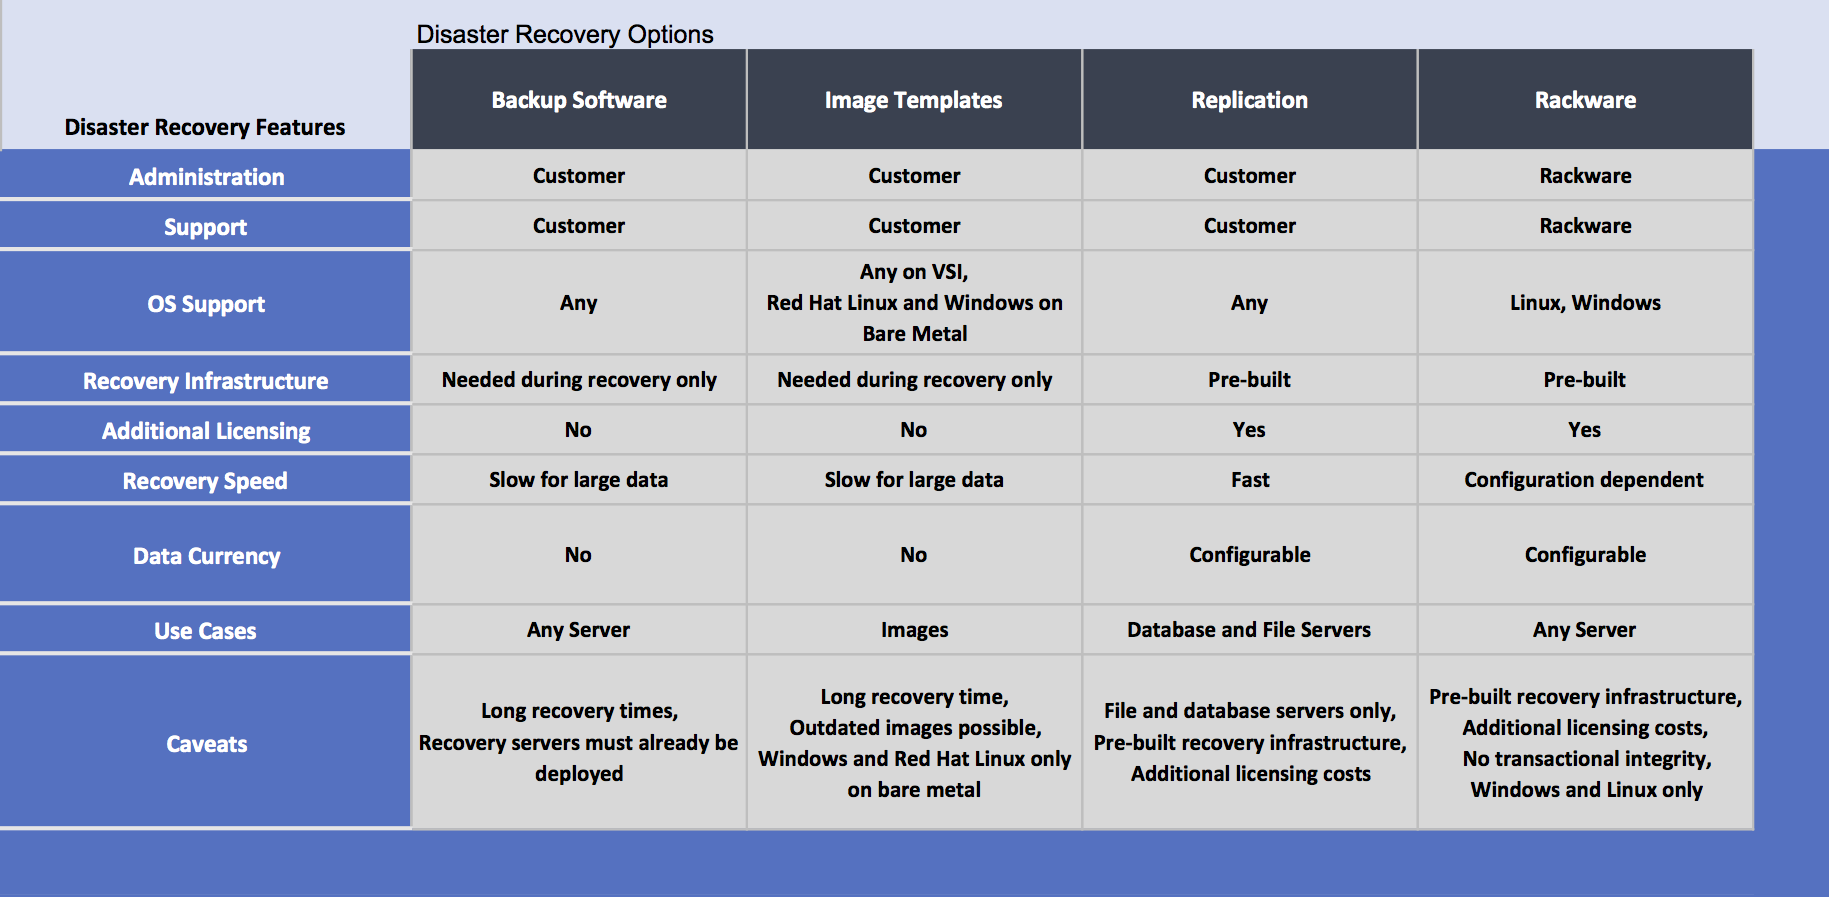 Disaster Recovery Options
Disaster Recovery Features
Backup Software
Image Templates
Replication
Rackware
Administration
Customer
Customer
Customer
Rackware
Support
Customer
Customer
Customer
Rackware
OS Support
Any
Any on VSI,
Red Hat Linux and Windows on
Bare Metal
Any
Linux, Windows
Recovery Infrastructure
Needed during recovery only
Needed during recovery only
Pre-built
Pre-built
Additional Licensing
No
No
Yes
Yes
Recovery Speed
Slow for large data
Slow for large data
Fast
Configuration dependent
Data Currency
No
No
Configurable
Configurable
Use Cases
Any Server
Images
Database and File Servers
Any Server
Caveats
Long recovery times,
Recovery servers must already be
deployed
Long recovery time,
Outdated images possible,
Windows and Red Hat Linux only
on bare metal
File and database servers only,
Pre-built recovery infrastructure,
Additional licensing costs
Pre-built recovery infrastructure,
Additional licensing costs,
No transactional integrity,
Windows and Linux only